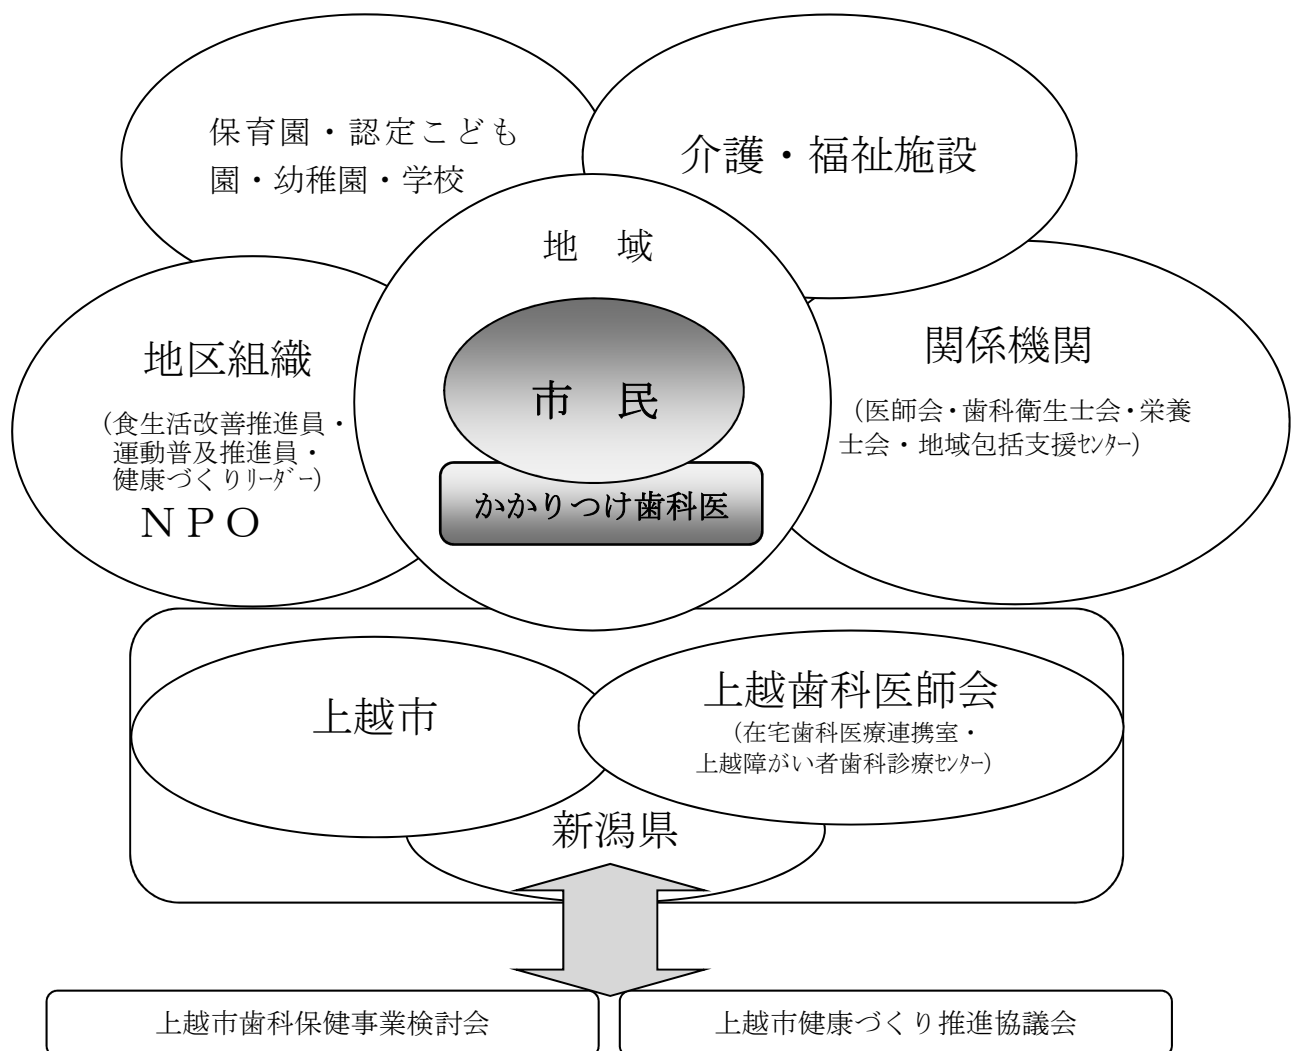 保育園・認定こども
園・幼稚園・学校
介護・福祉施設
地　域
市　民
かかりつけ歯科医
地区組織
（食生活改善推進員・
運動普及推進員・
健康づくりﾘｰﾀﾞｰ）
ＮＰＯ
関係機関
（医師会・歯科衛生士会・栄養
士会・地域包括支援ｾﾝﾀｰ）
上越市
上越歯科医師会
（在宅歯科医療連携室・
上越障がい者歯科診療ｾﾝﾀｰ）
新潟県
上越市歯科保健事業検討会
上越市健康づくり推進協議会